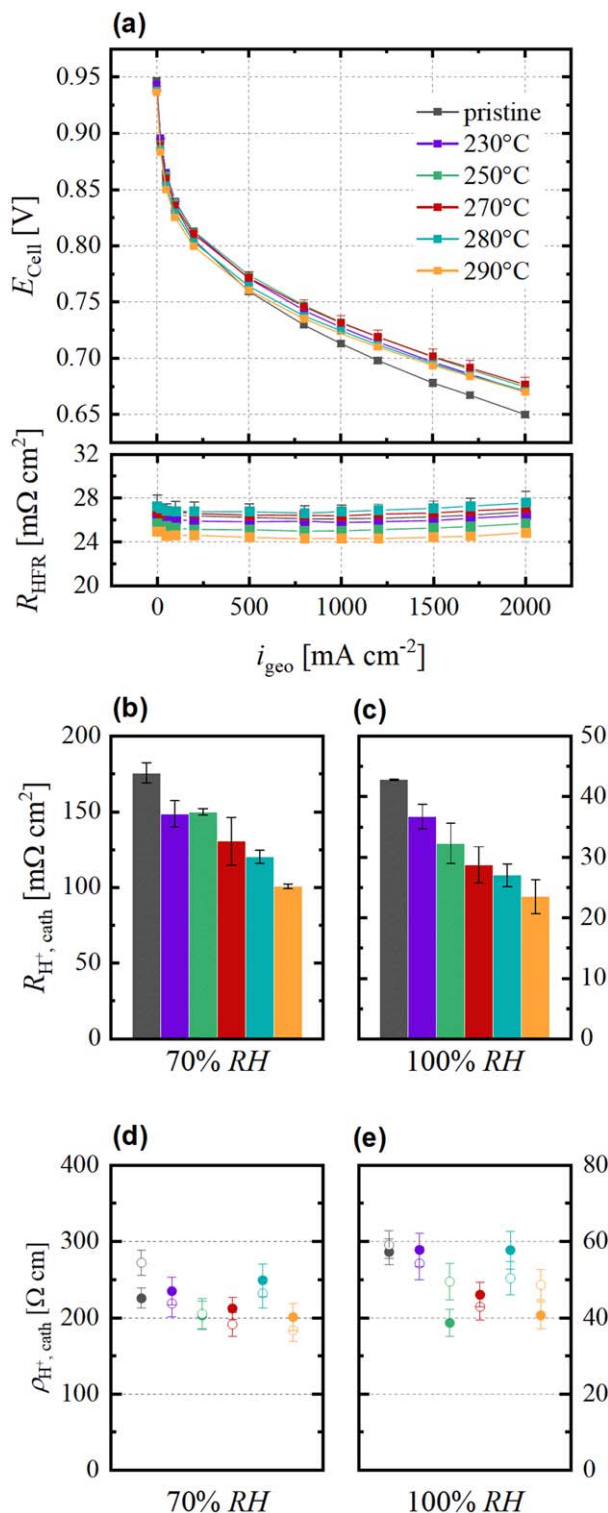 (a)
0.95
0.90
0.85
0.80
0.75
0.70
0.65
E_Cell [V]
pristine
230°C
250°C
270°C
280°C
290°C
32
28
24
20
R_HFR [mΩ cm²]
0 500 1000 1500 2000
i_geo [mA cm⁻²]
(b) (c)
200
150
100
50
0
R_H⁺, cath [mΩ cm²]
50
40
30
20
10
0
70% RH 100% RH
(d) (e)
400
300
200
100
0
ρ_H⁺, cath [Ω cm]
80
60
40
20
0
70% RH 100% RH